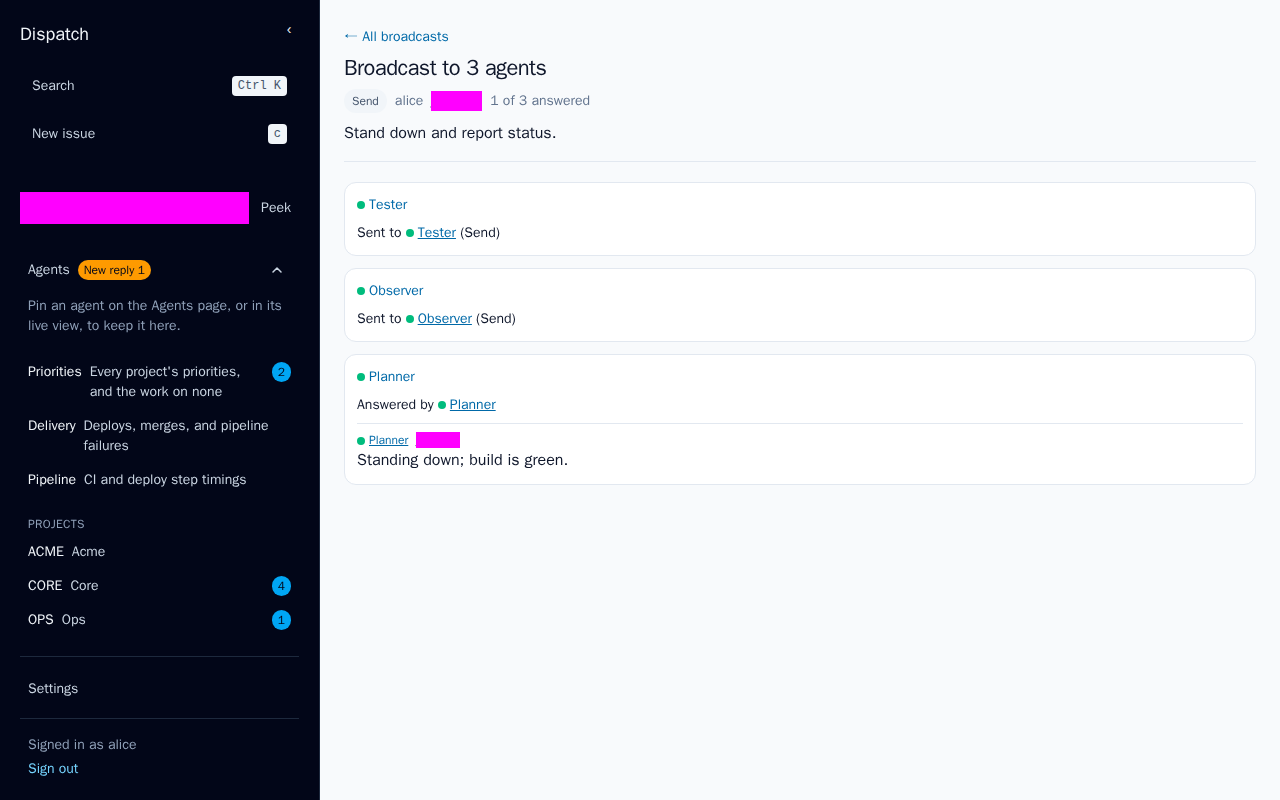 Dispatch
Search
Ctrl K
New issue
C
Peek
Agents
New reply 1
Pin an agent on the Agents page, or in its
live view, to keep it here.
Priorities Every project's priorities,
and the work on none
2
Delivery Deploys, merges, and pipeline
failures
Pipeline CI and deploy step timings
PROJECTS
ACME Acme
CORE Core 4
OPS Ops 1
Settings
Signed in as alice
Sign out
← All broadcasts
Broadcast to 3 agents
Send alice 1 of 3 answered
Stand down and report status.
Tester
Sent to Tester (Send)
Observer
Sent to Observer (Send)
Planner
Answered by Planner
Planner
Standing down; build is green.